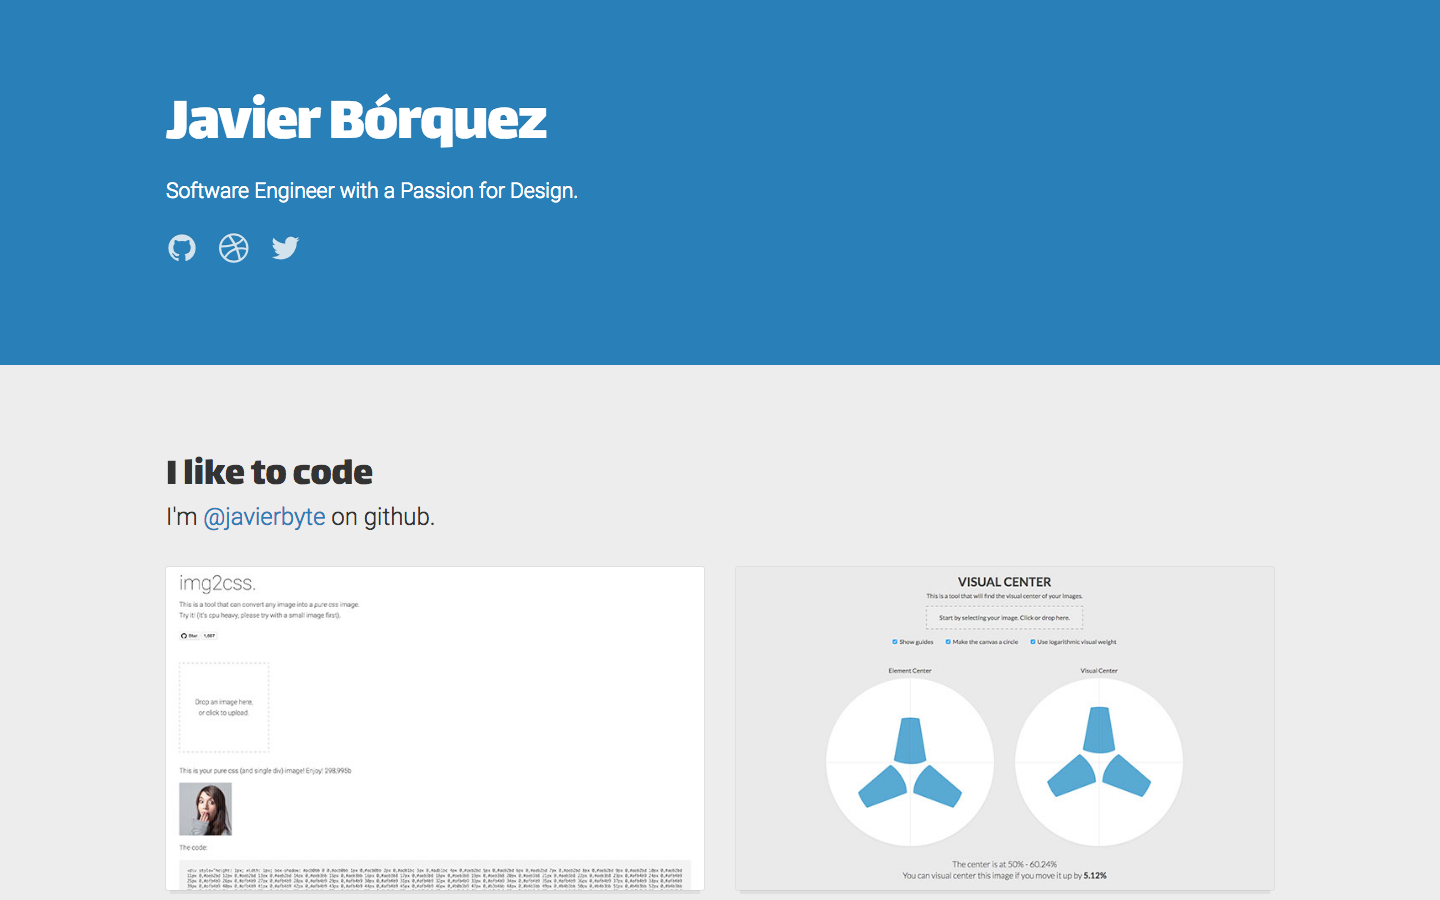 Javier Bórquez
Software Engineer with a Passion for Design.
I like to code
I'm @javierbyte on github.
img2css.
This is a tool that can convert any image into a pure css image.
Try it! (It's cpu heavy, please try with a small image first).
Star 1,607
Drop an image here,
or click to upload.
This is your pure css (and single div) image! Enjoy! 298,995b
The code:
VISUAL CENTER
This is a tool that will find the visual center of your images.
Start by selecting your image. Click or drop here.
Show guides Make the canvas a circle Use logarithmic visual weight
Element Center Visual Center
The center is at 50% - 60.24%
You can visual center this image if you move it up by 5.12%